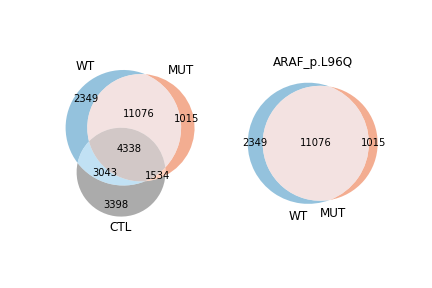 WT
MUT
2349
11076
1015
4338
3043
1534
3398
CTL
ARAF_p.L96Q
2349
11076
1015
WT
MUT